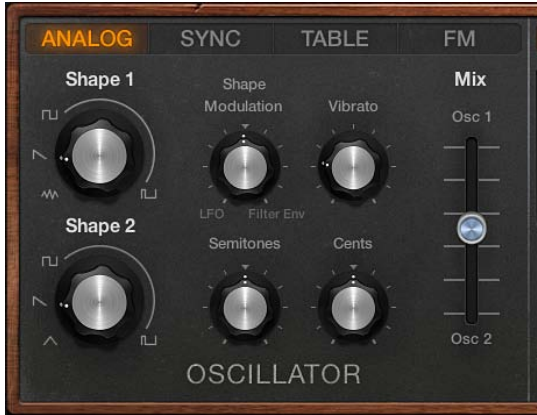 ANALOG SYNC TABLE FM
Shape 1
Shape
Modulation
Vibrato
Mix
Osc 1
LFO Filter Env
Shape 2
Semitones
Cents
Osc 2
OSCILLATOR